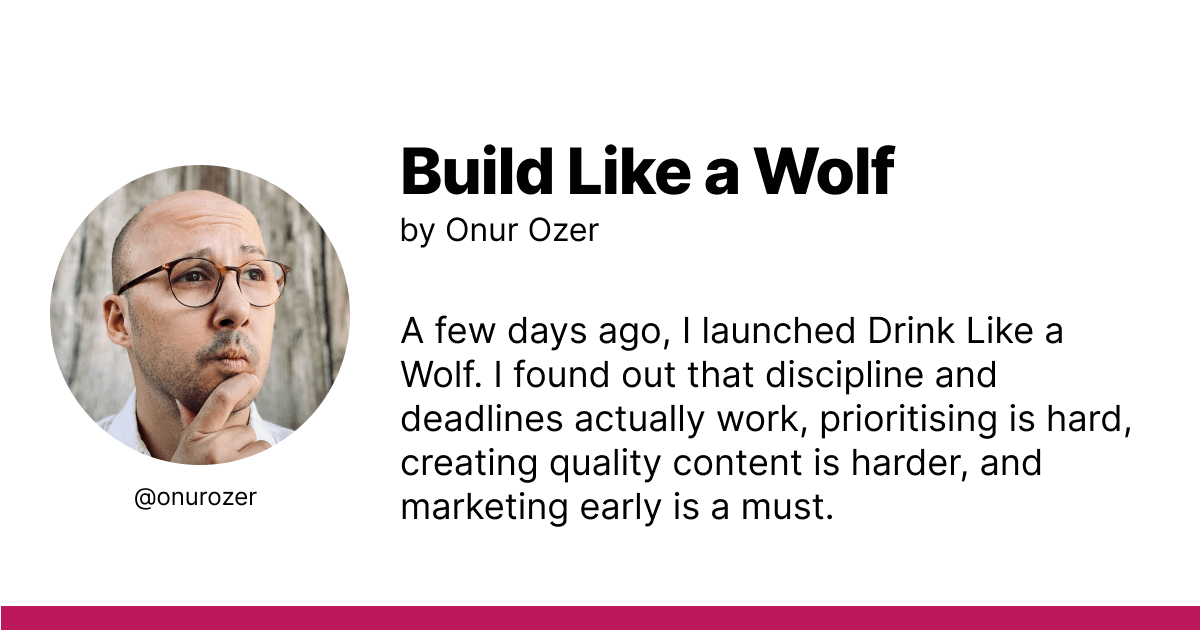 Build Like a Wolf
by Onur Ozer
A few days ago, I launched Drink Like a
Wolf. I found out that discipline and
deadlines actually work, prioritising is hard,
creating quality content is harder, and
marketing early is a must.
@onurozer